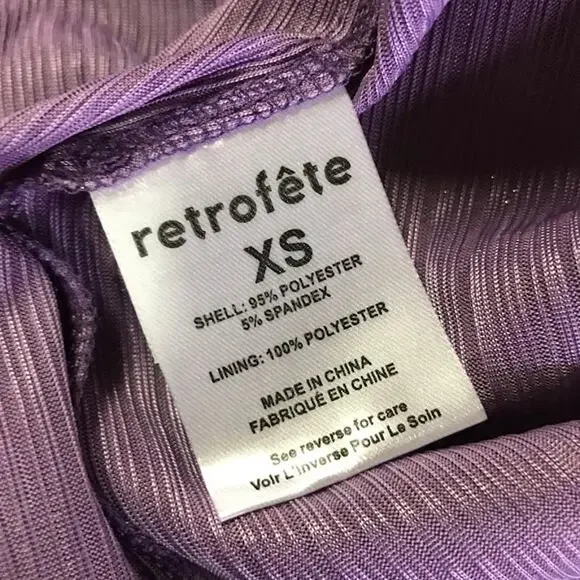 retrofête
XS
SHELL: 95% POLYESTER
5% SPANDEX
LINING: 100% POLYESTER
MADE IN CHINA
FABRIQUÉ EN CHINE
See reverse for care
Voir L'Inverse Pour Le Soin